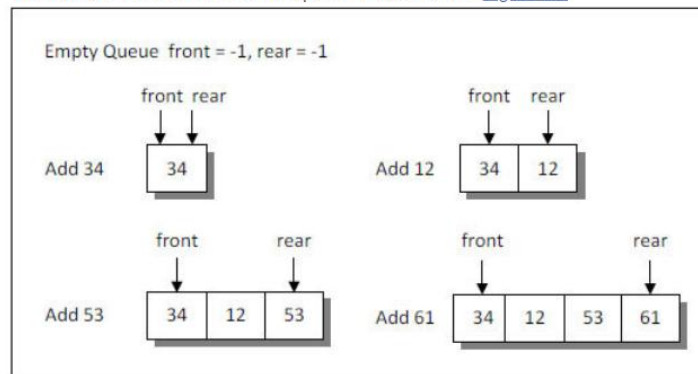 Empty Queue front = -1, rear = -1
front rear
Add 34
34
front rear
Add 12
34 12
front rear
Add 53
34 12 53
front rear
Add 61
34 12 53 61